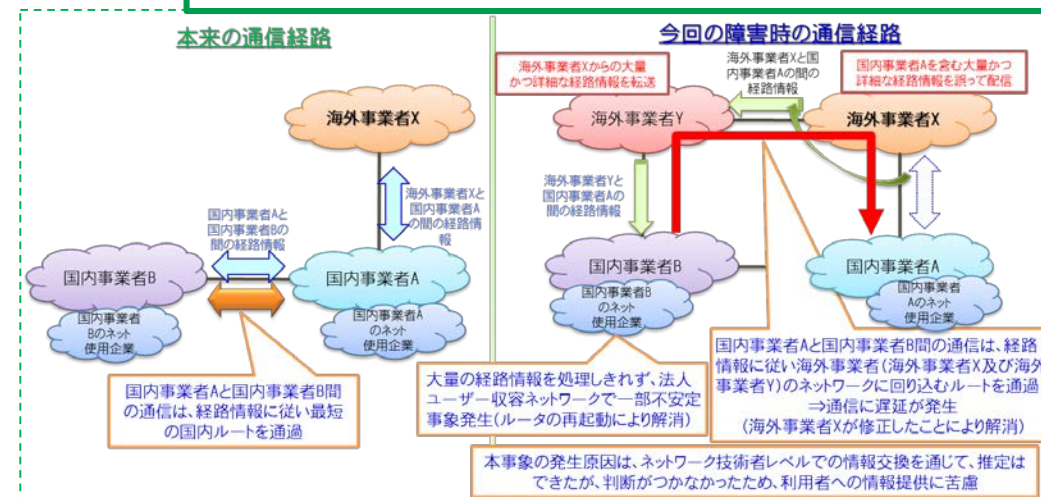 本来の通信経路
海外事業者X
海外事業者Xと
国内事業者A
の間の経路情
報
国内事業者Aと
国内事業者Bの
間の経路情報
国内事業者B
国内事業者A
国内事業者
Bのネット
使用企業
国内事業者A
のネット
使用企業
国内事業者Aと国内事業者B間
の通信は、経路情報に従い最短
の国内ルートを通過
今回の障害時の通信経路
海外事業者Xからの大量
かつ詳細な経路情報を転送
海外事業者Xと国
内事業者Aの間の
経路情報
国内事業者Aを含む大量かつ
詳細な経路情報を誤って配信
海外事業者Y
海外事業者X
海外事業者Yと
国内事業者Aの
間の経路情報
国内事業者B
国内事業者A
国内事業者B
のネット
使用企業
国内事業者
Aのネット
使用企業
大量の経路情報を処理しきれず、法人
ユーザー収容ネットワークで一部不安定
事象発生(ルータの再起動により解消)
国内事業者Aと国内事業者B間の通信は、経路
情報に従い海外事業者(海外事業者X及び海外
事業者Y)のネットワークに回り込むルートを通過
⇒通信に遅延が発生
(海外事業者Xが修正したことにより解消)
本事象の発生原因は、ネットワーク技術者レベルでの情報交換を通じて、推定は
できたが、判断がつかなかったため、利用者への情報提供に苦慮